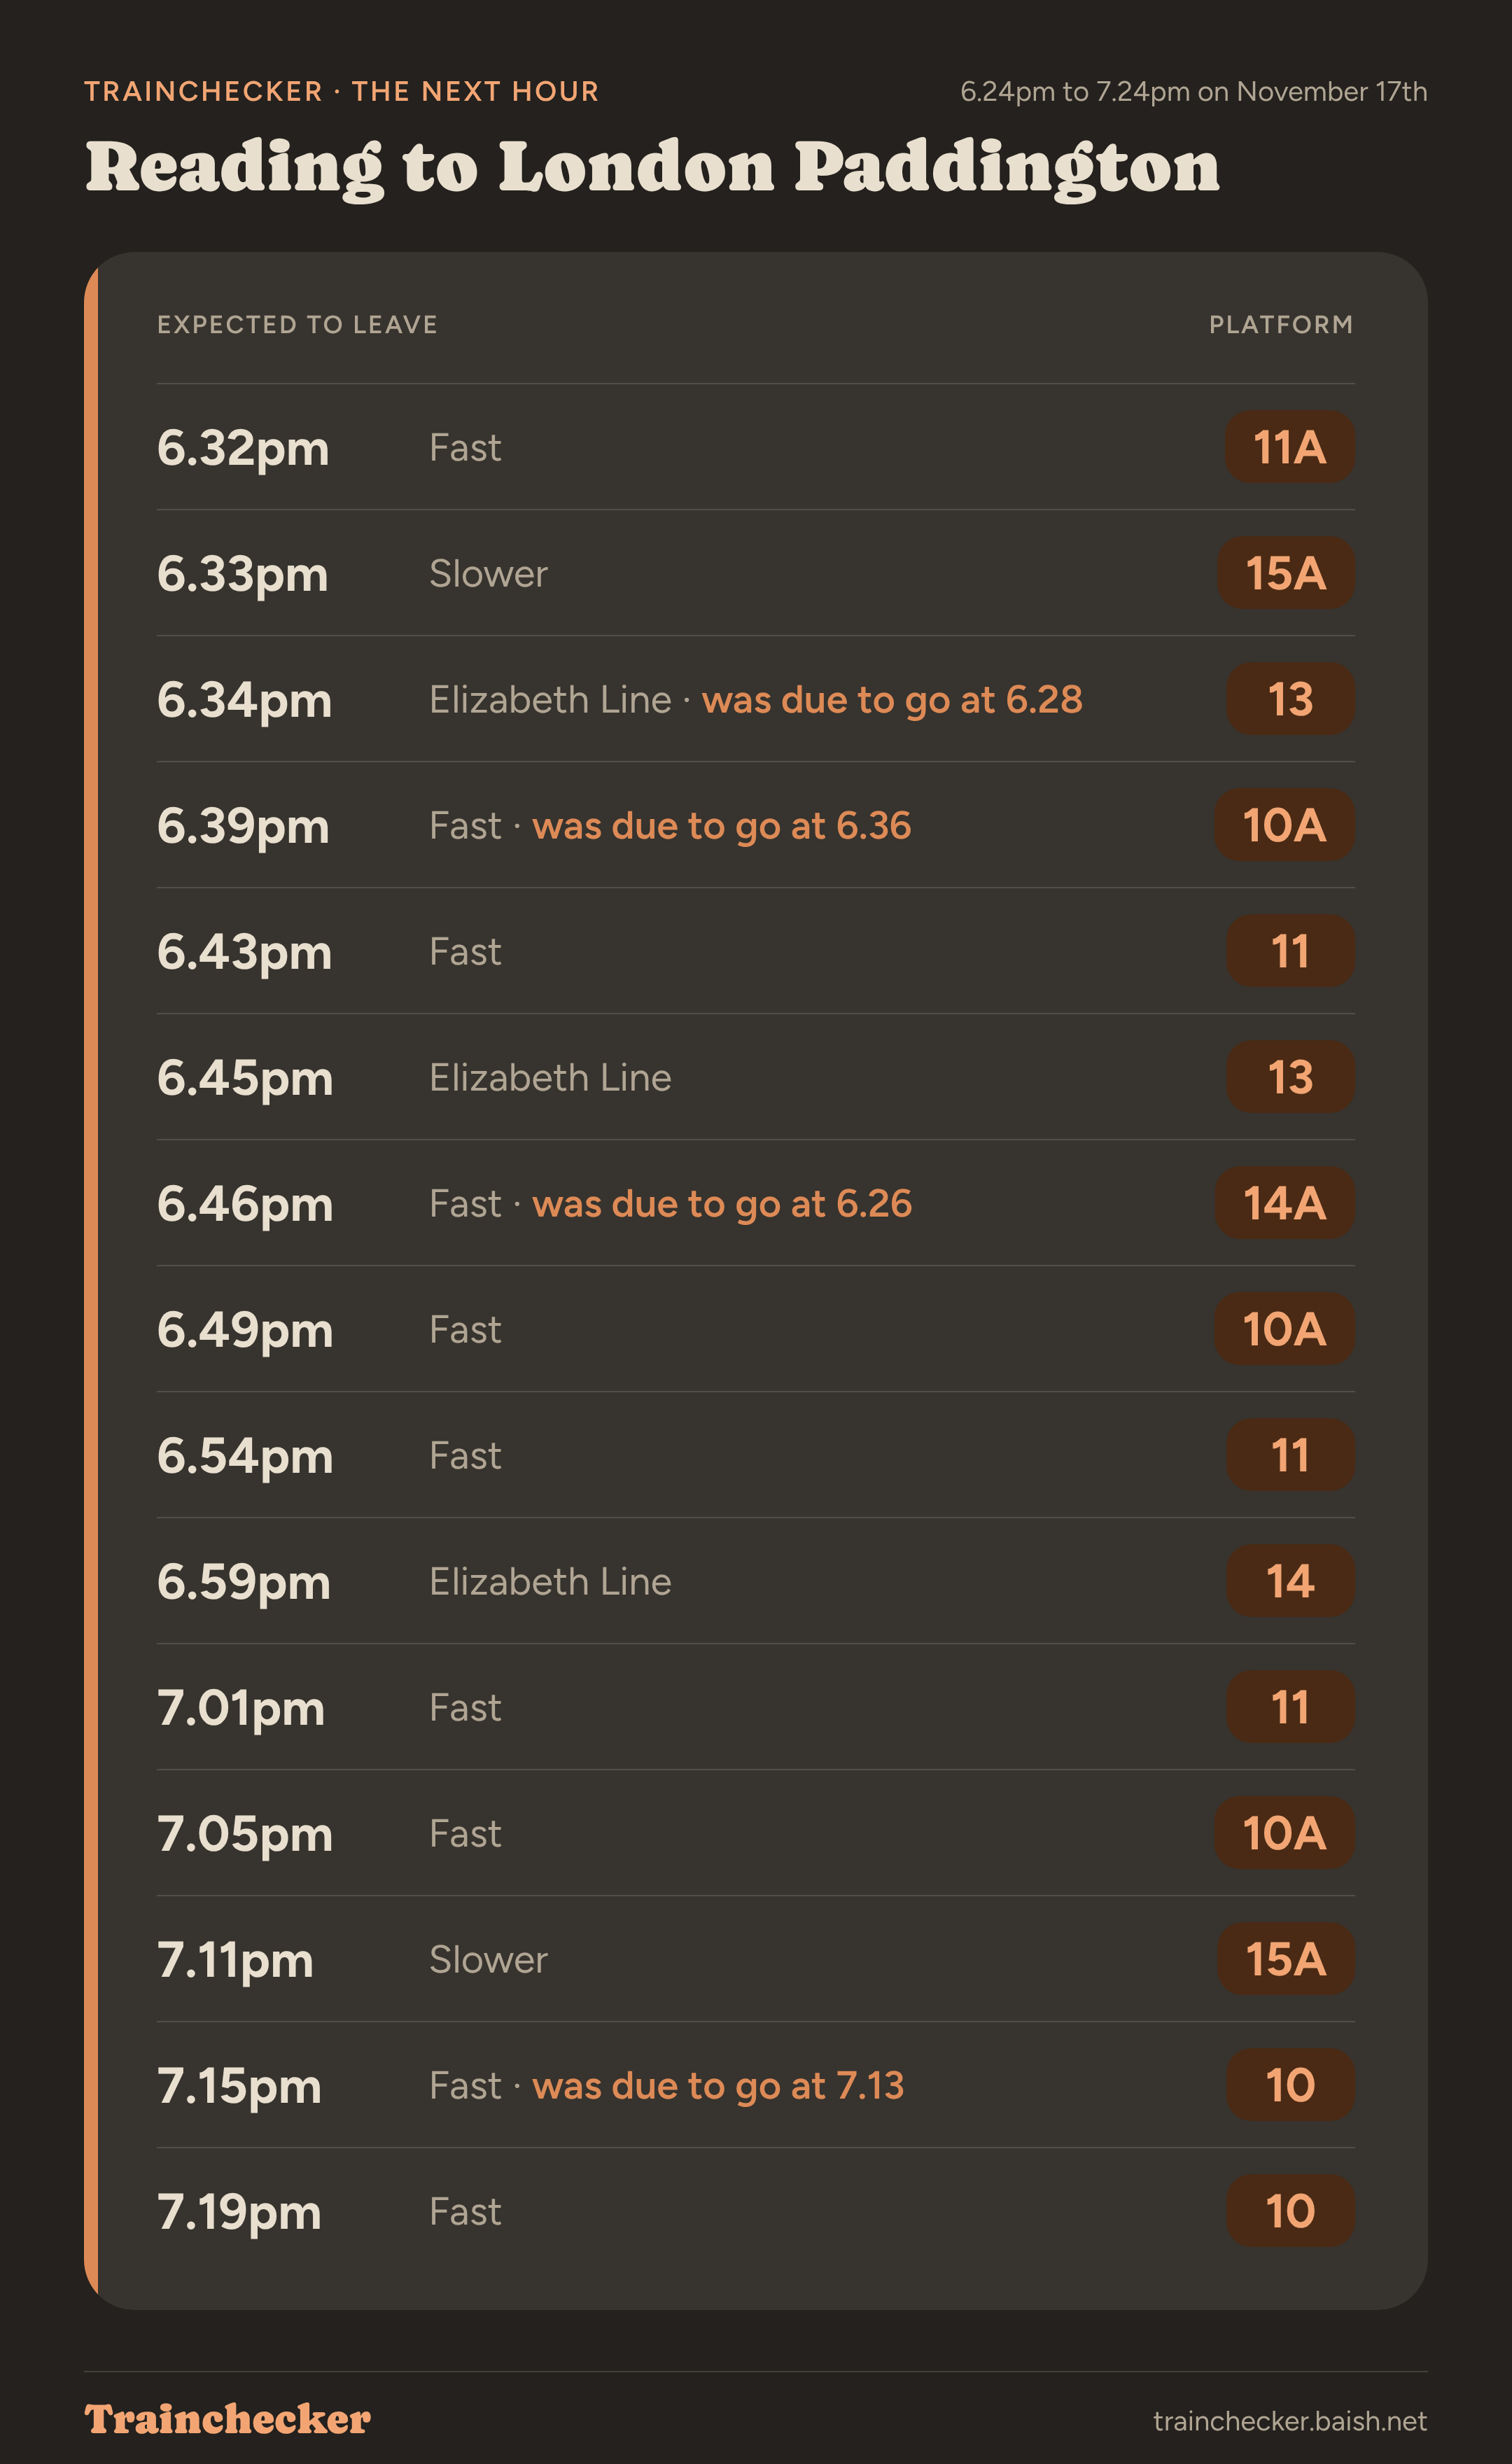 TRAINCHECKER · THE NEXT HOUR 6.24pm to 7.24pm on November 17th
Reading to London Paddington
EXPECTED TO LEAVE PLATFORM
6.32pm Fast 11A
6.33pm Slower 15A
6.34pm Elizabeth Line · was due to go at 6.28 13
6.39pm Fast · was due to go at 6.36 10A
6.43pm Fast 11
6.45pm Elizabeth Line 13
6.46pm Fast · was due to go at 6.26 14A
6.49pm Fast 10A
6.54pm Fast 11
6.59pm Elizabeth Line 14
7.01pm Fast 11
7.05pm Fast 10A
7.11pm Slower 15A
7.15pm Fast · was due to go at 7.13 10
7.19pm Fast 10
Trainchecker trainchecker.baish.net